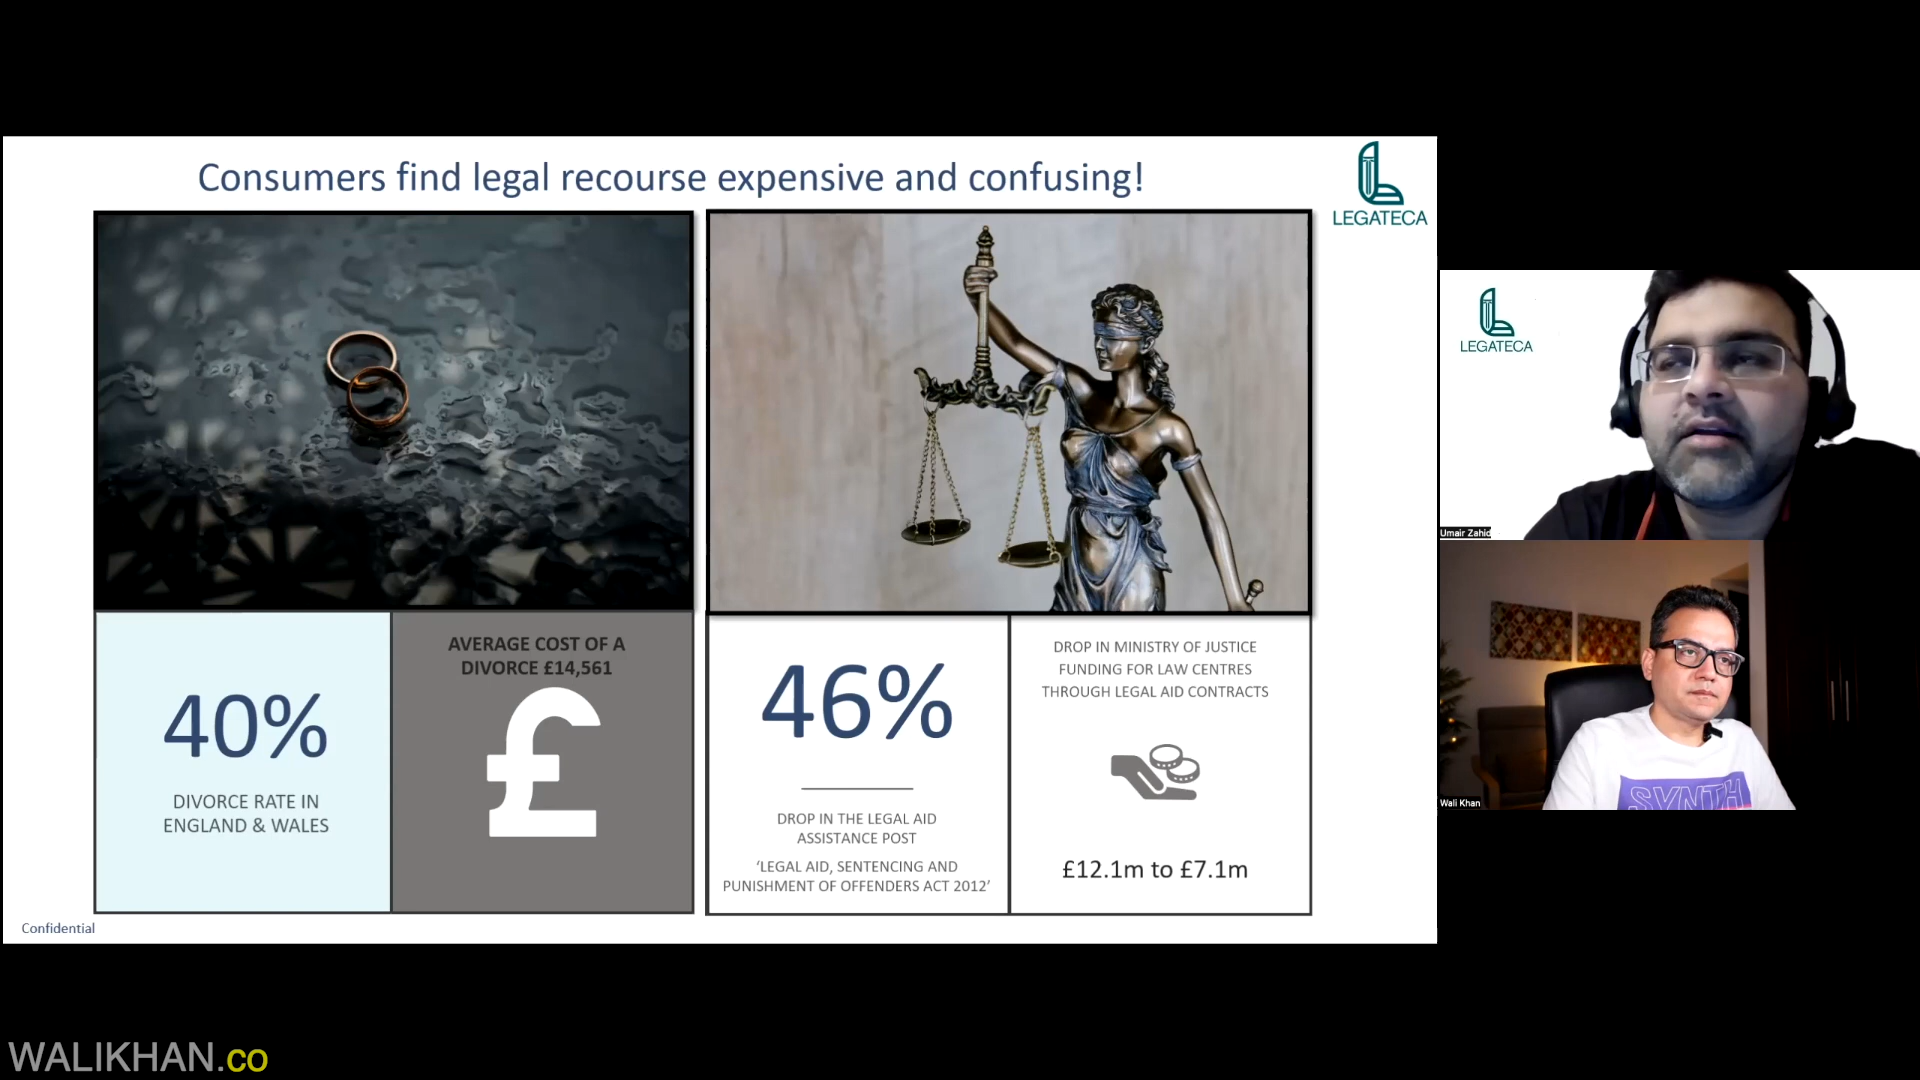 Consumers find legal recourse expensive and confusing!
LEGATECA
40%
DIVORCE RATE IN
ENGLAND & WALES
AVERAGE COST OF A
DIVORCE £14,561
£
46%
DROP IN THE LEGAL AID
ASSISTANCE POST
‘LEGAL AID, SENTENCING AND
PUNISHMENT OF OFFENDERS ACT 2012’
DROP IN MINISTRY OF JUSTICE
FUNDING FOR LAW CENTRES
THROUGH LEGAL AID CONTRACTS
£12.1m to £7.1m
Confidential
LEGATECA
Umair Zahid
SYNTH
Wali Khan
WALIKHAN.CO